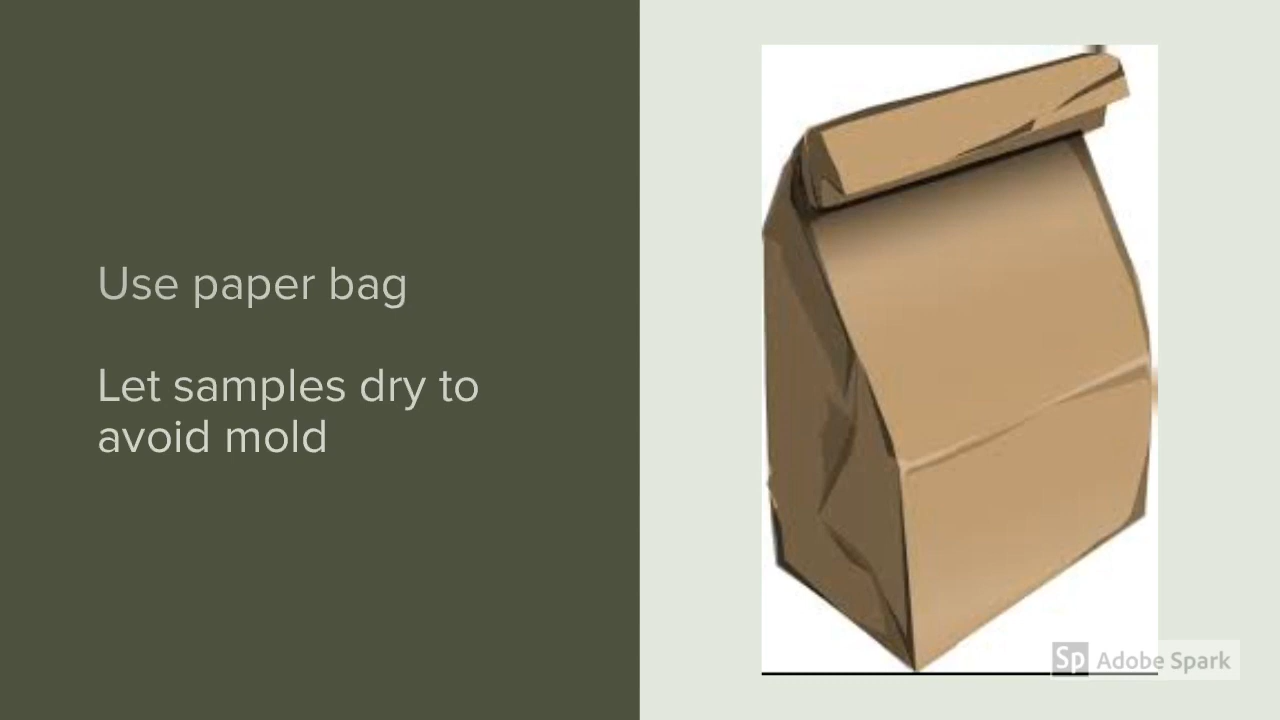 Use paper bag
Let samples dry to
avoid mold
Sp Adobe Spark